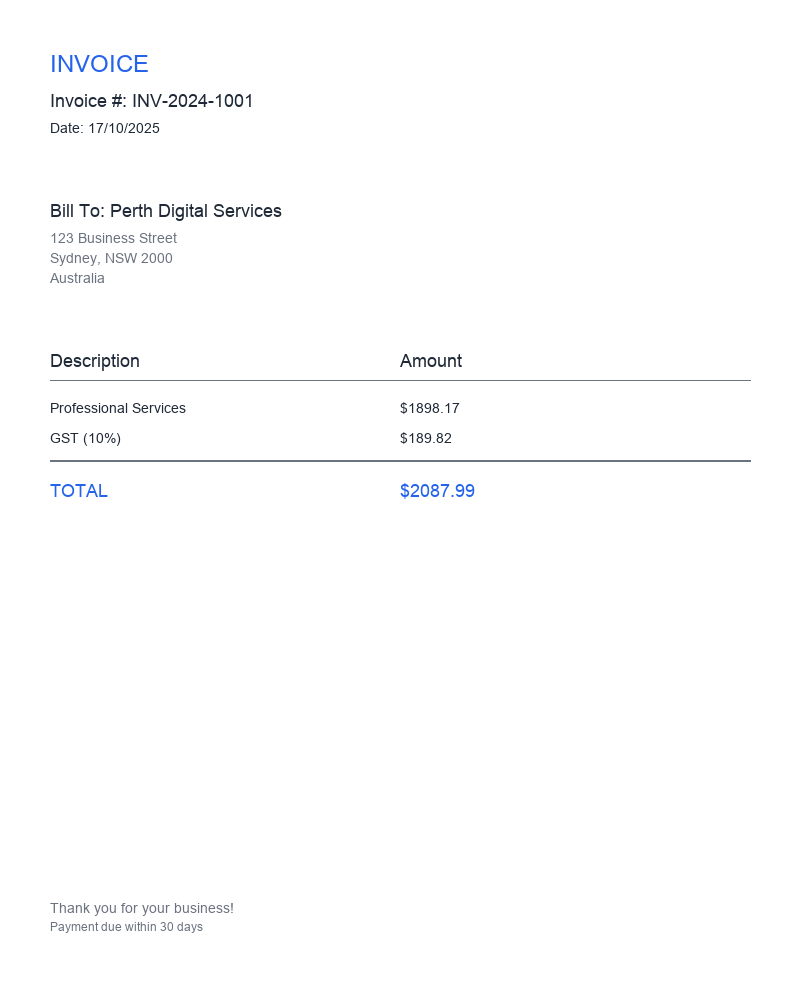 INVOICE
Invoice #: INV-2024-1001
Date: 17/10/2025
Bill To: Perth Digital Services
123 Business Street
Sydney, NSW 2000
Australia
Description Amount
Professional Services $1898.17
GST (10%) $189.82
TOTAL $2087.99
Thank you for your business!
Payment due within 30 days